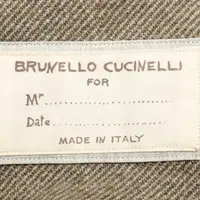 BRUNELLO CUCINELLI
FOR
Mr. ........................
Date ........................
MADE IN ITALY